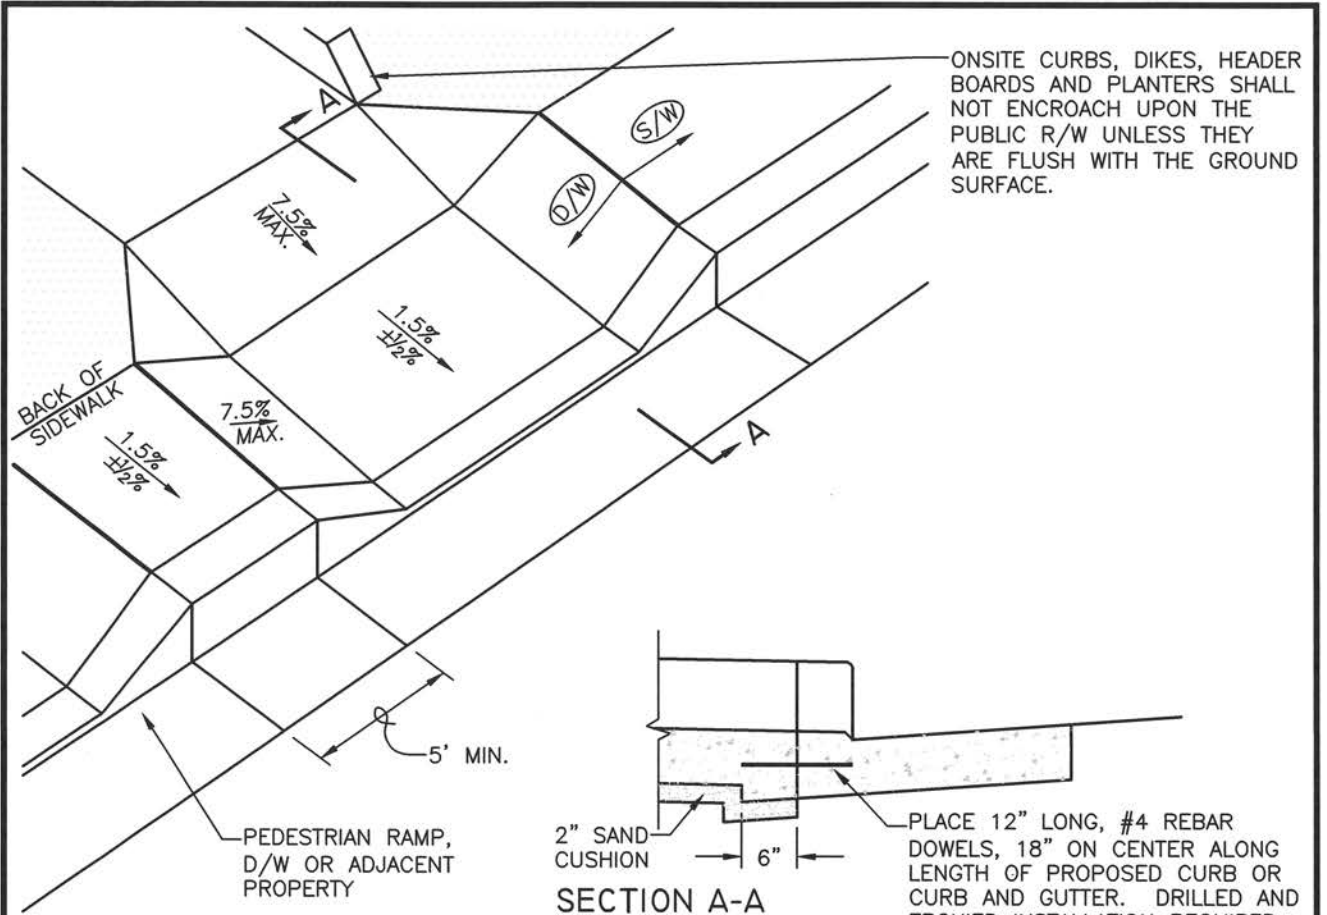 ONSITE CURBS, DIKES, HEADER
BOARDS AND PLANTERS SHALL
NOT ENCROACH UPON THE
PUBLIC R/W UNLESS THEY
ARE FLUSH WITH THE GROUND
SURFACE.
A
S/W
D/W
7.5%
MAX.
1.5%
±½%
BACK OF
SIDEWALK
7.5%
MAX.
1.5%
±½%
A
5' MIN.
PEDESTRIAN RAMP,
D/W OR ADJACENT
PROPERTY
2" SAND
CUSHION
6"
SECTION A-A
PLACE 12" LONG, #4 REBAR
DOWELS, 18" ON CENTER ALONG
LENGTH OF PROPOSED CURB OR
CURB AND GUTTER. DRILLED AND
INSTALLATION REQUIRED